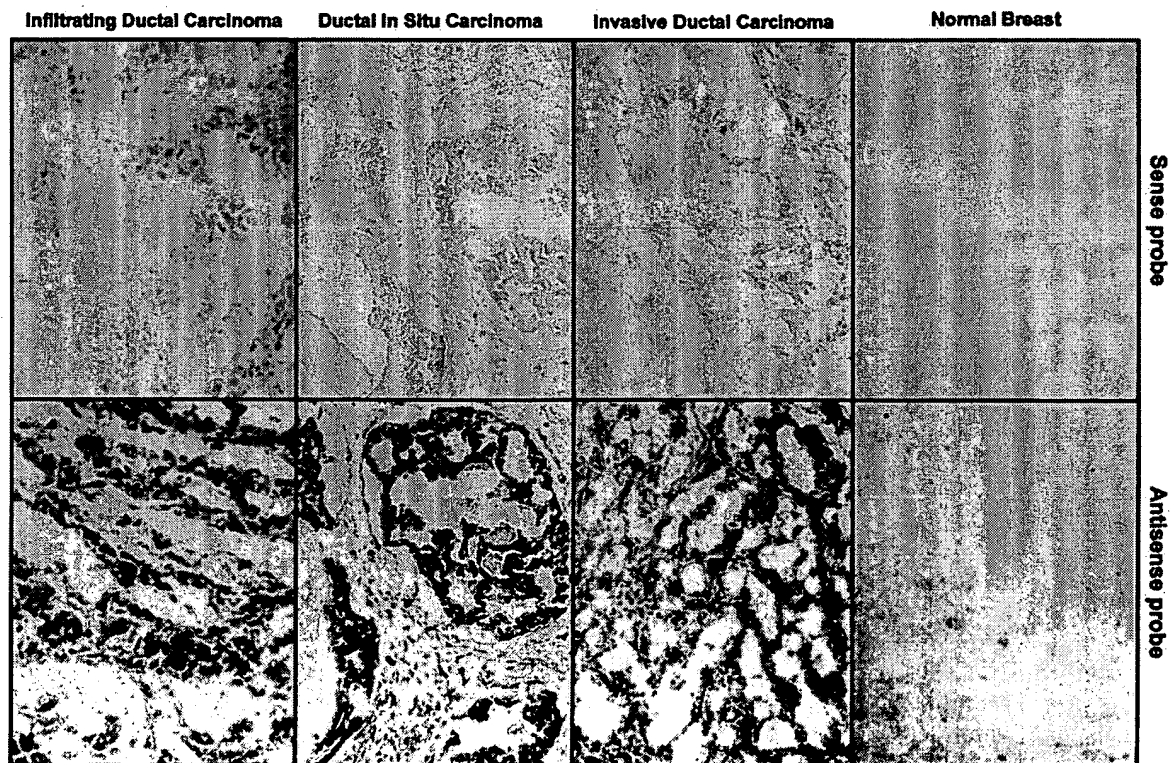 Infiltrating Ductal Carcinoma
Ductal In Situ Carcinoma
Invasive Ductal Carcinoma
Normal Breast
Sense probe
Antisense probe